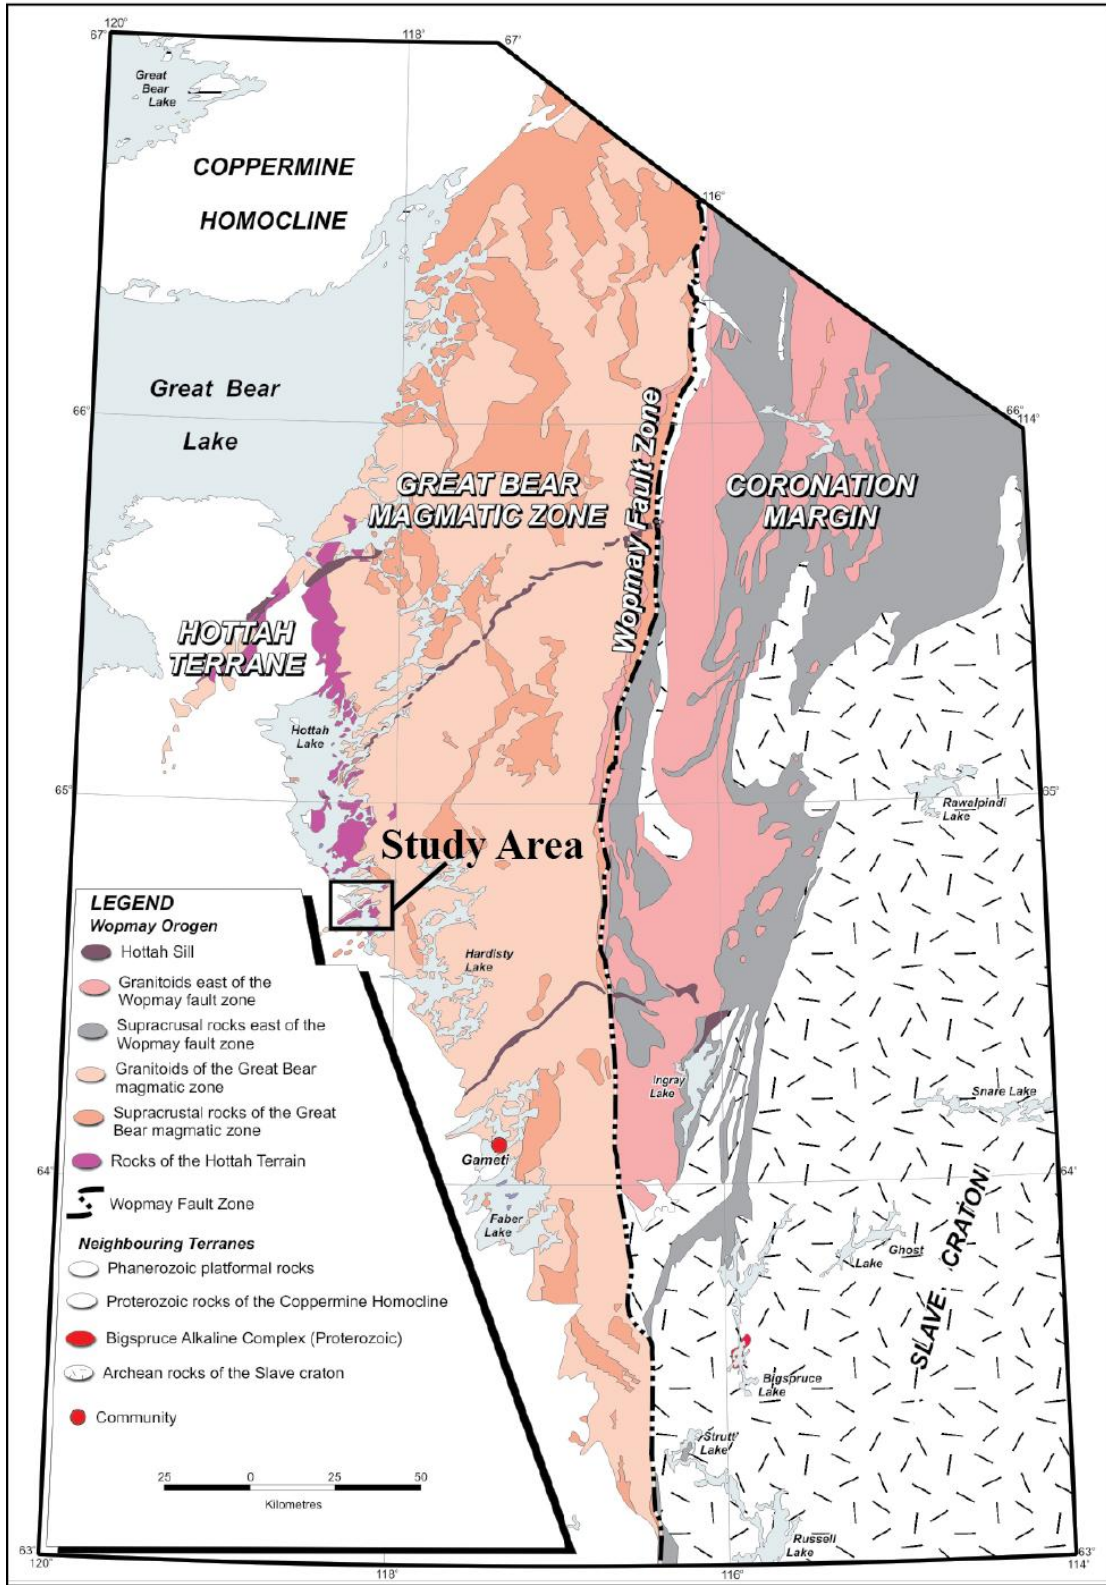 120°
67°
118°
67°
Great
Bear
Lake
COPPERMINE
HOMOCLINE
116°
Great Bear
Lake
66°
66°
114°
GREAT BEAR
MAGMATIC ZONE
Wopmay Fault Zone
CORONATION
MARGIN
HOTTAH
TERRANE
Hottah
Lake
65°
65°
Rawalpindi
Lake
Study Area
Hardisty
Lake
Ingray
Lake
Snare Lake
Gameti
64°
64°
Faber
Lake
Ghost
Lake
SLAVE CRATON
Bigspruce
Lake
Strutt
Lake
Russell
Lake
LEGEND
Wopmay Orogen
Hottah Sill
Granitoids east of the
Wopmay fault zone
Supracrusal rocks east of the
Wopmay fault zone
Granitoids of the Great Bear
magmatic zone
Supracrustal rocks of the Great
Bear magmatic zone
Rocks of the Hottah Terrain
Wopmay Fault Zone
Neighbouring Terranes
Phanerozoic platformal rocks
Proterozoic rocks of the Coppermine Homocline
Bigspruce Alkaline Complex (Proterozoic)
Archean rocks of the Slave craton
Community
25 0 25 50
Kilometres
63°
120°
118°
116°
63°
114°